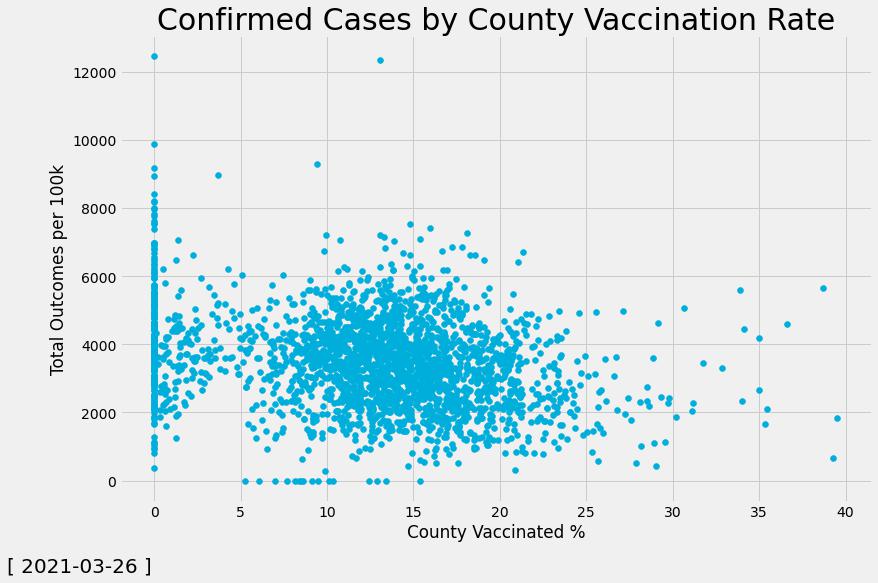 Confirmed Cases by County Vaccination Rate
Total Outcomes per 100k
12000
10000
8000
6000
4000
2000
0
0 5 10 15 20 25 30 35 40
County Vaccinated %
[ 2021-03-26 ]